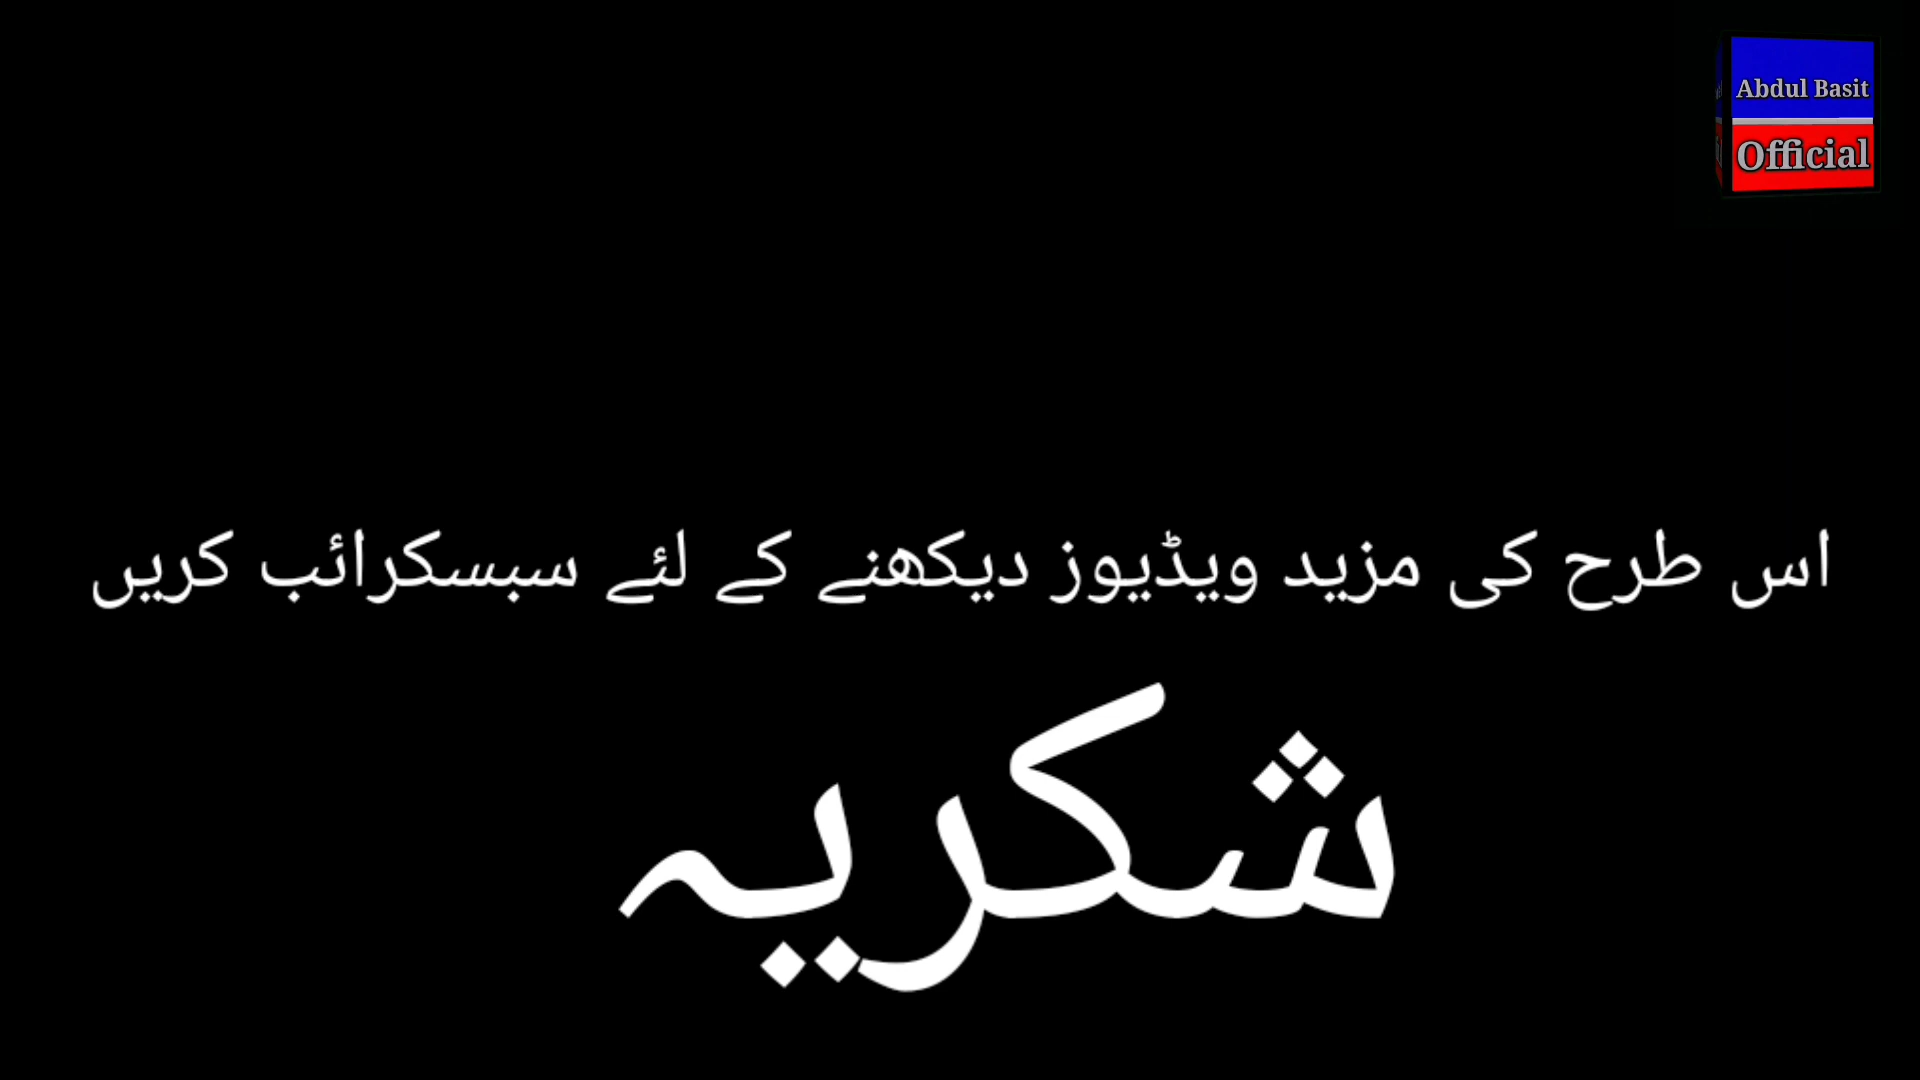 Abdul Basit
Official
اس طرح کی مزید ویڈیوز دیکھنے کے لئے سبسکرائب کریں
شکریہ